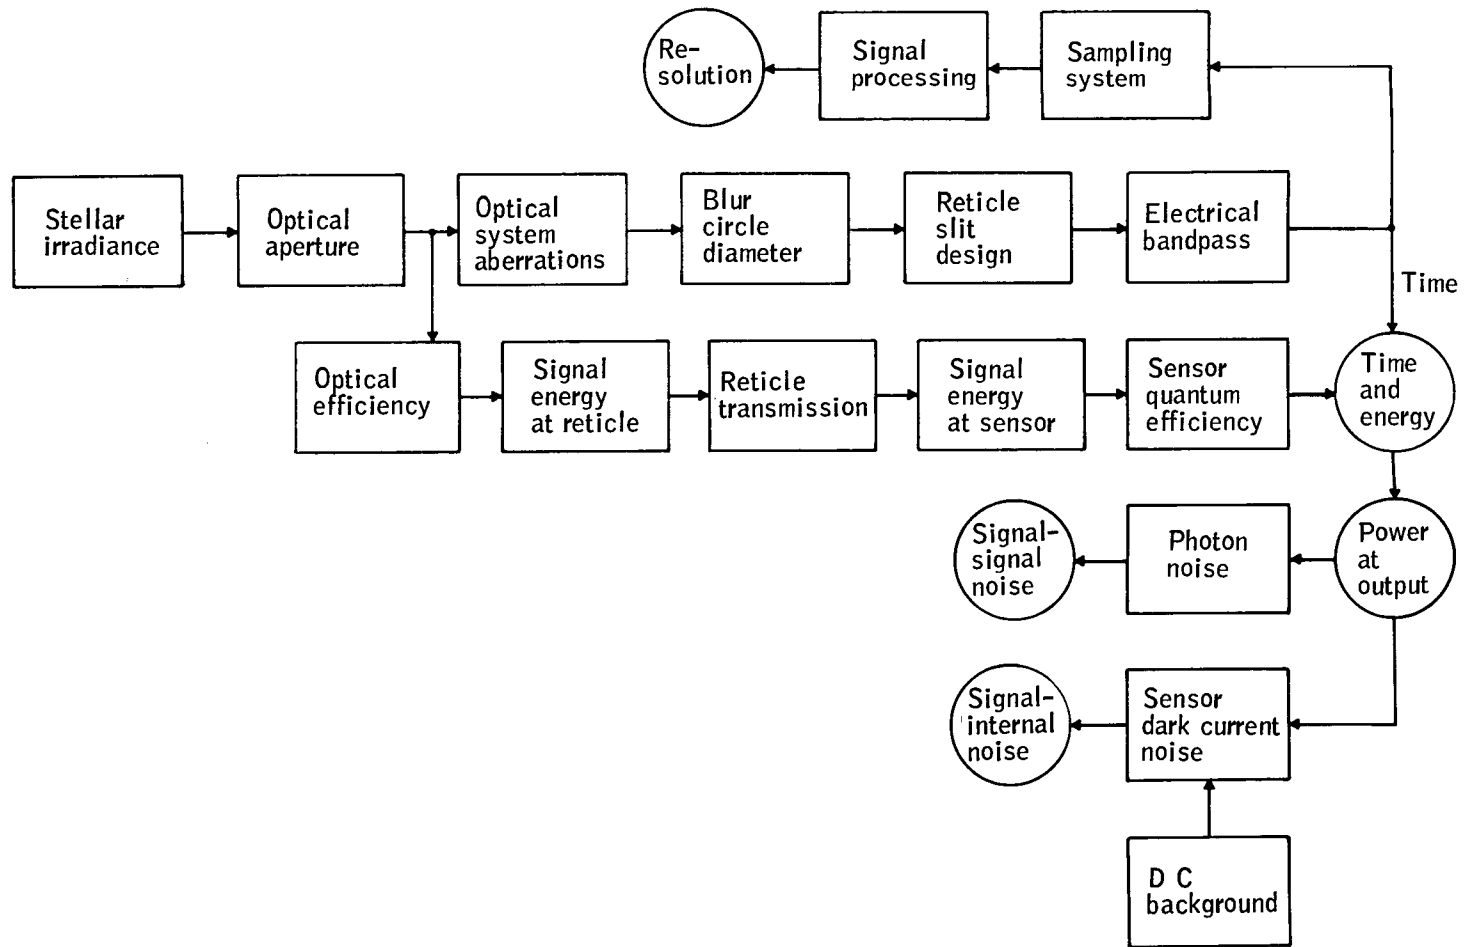 Re-
solution
Signal
processing
Sampling
system
Stellar
irradiance
Optical
aperture
Optical
system
aberrations
Blur
circle
diameter
Reticle
slit
design
Electrical
bandpass
Time
Optical
efficiency
Signal
energy
at reticle
Reticle
transmission
Signal
energy
at sensor
Sensor
quantum
efficiency
Time
and
energy
Signal-
signal
noise
Photon
noise
Power
at
output
Signal-
internal
noise
Sensor
dark current
noise
D C
background